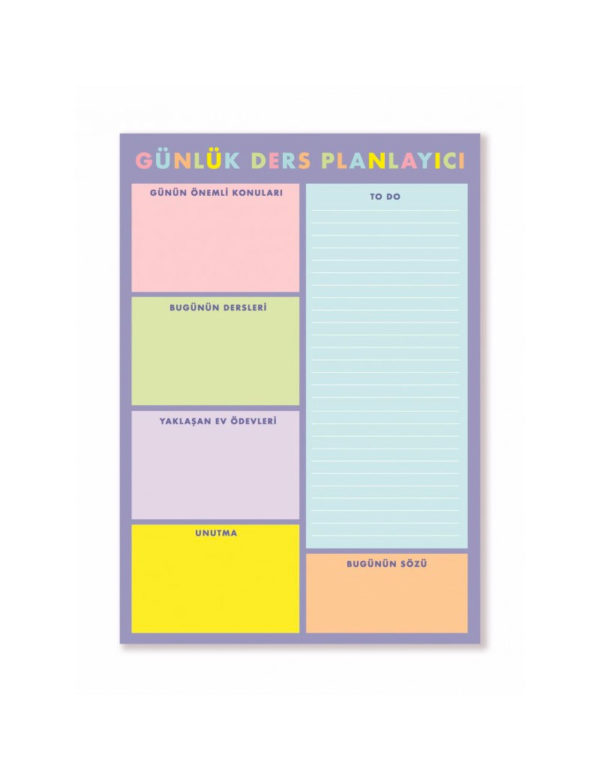 GÜNLÜK DERS PLANLAYICI
GÜNÜN ÖNEMLİ KONULARI
BUGÜNÜN DERSLERİ
YAKLAŞAN EV ÖDEVLERİ
UNUTMA
TO DO
BUGÜNÜN SÖZÜ